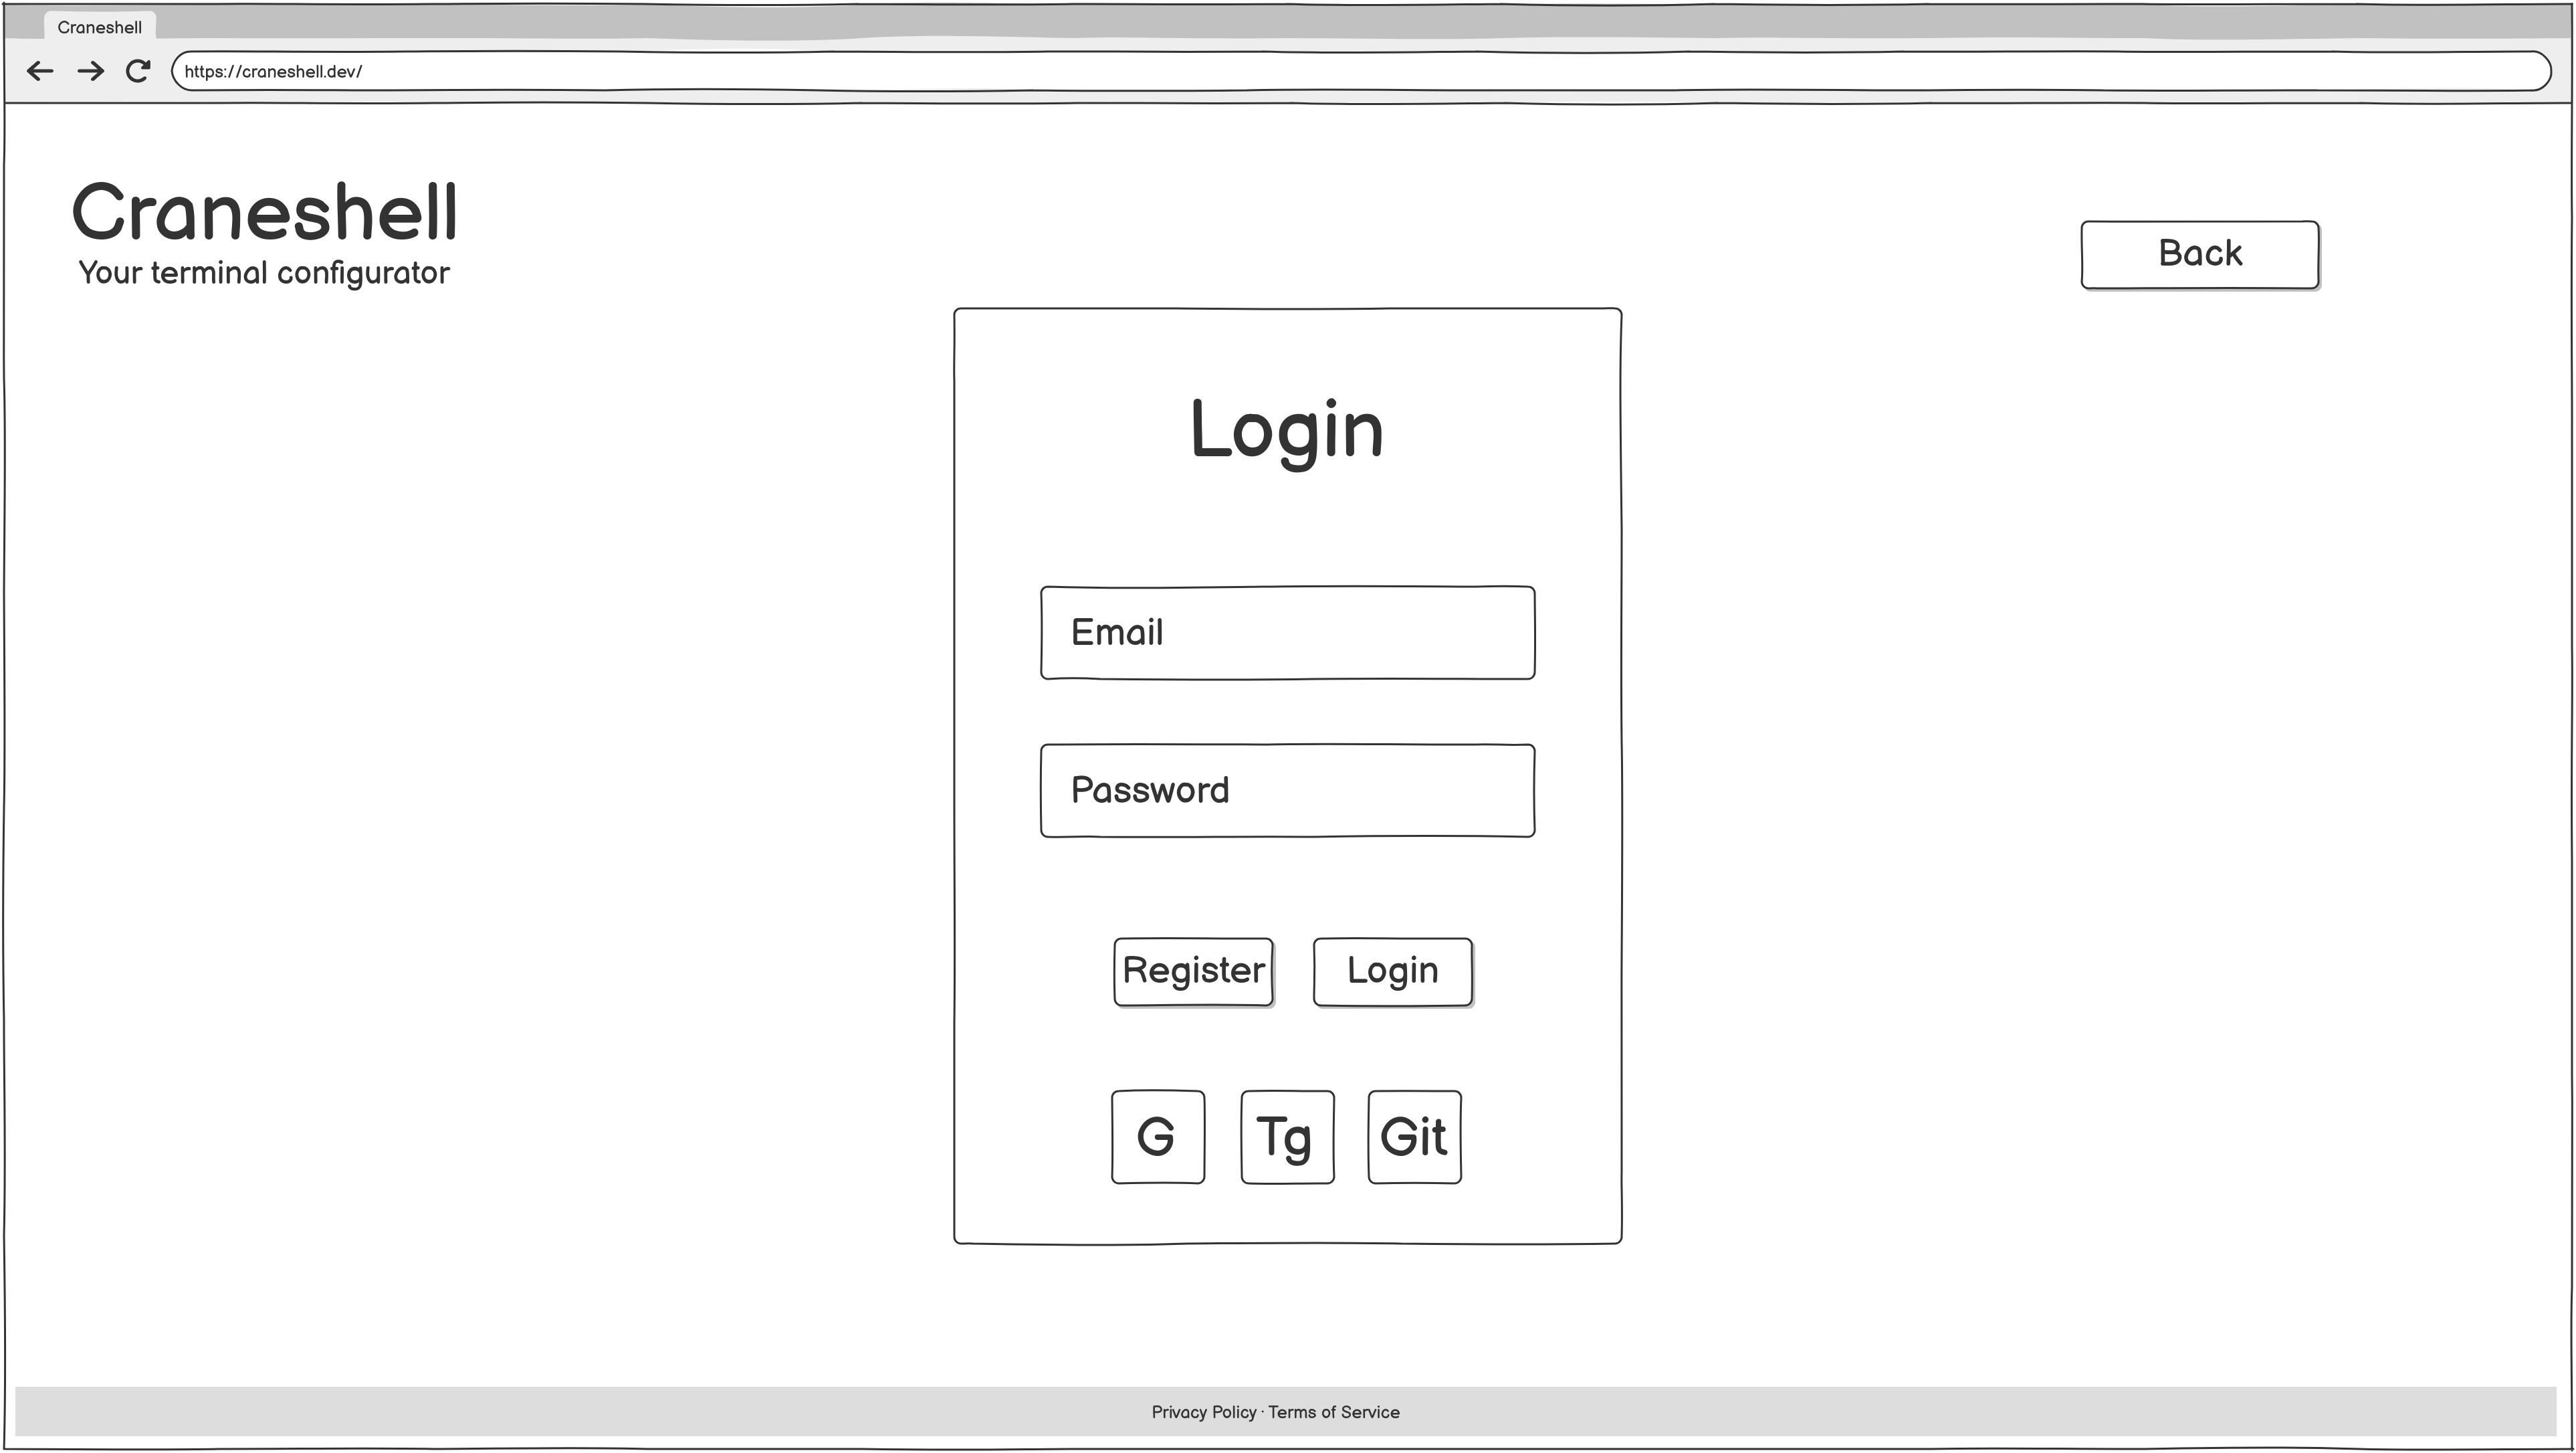 Craneshell
https://craneshell.dev/
Craneshell
Your terminal configurator
Back
Login
Email
Password
Register Login
G Tg Git
Privacy Policy · Terms of Service